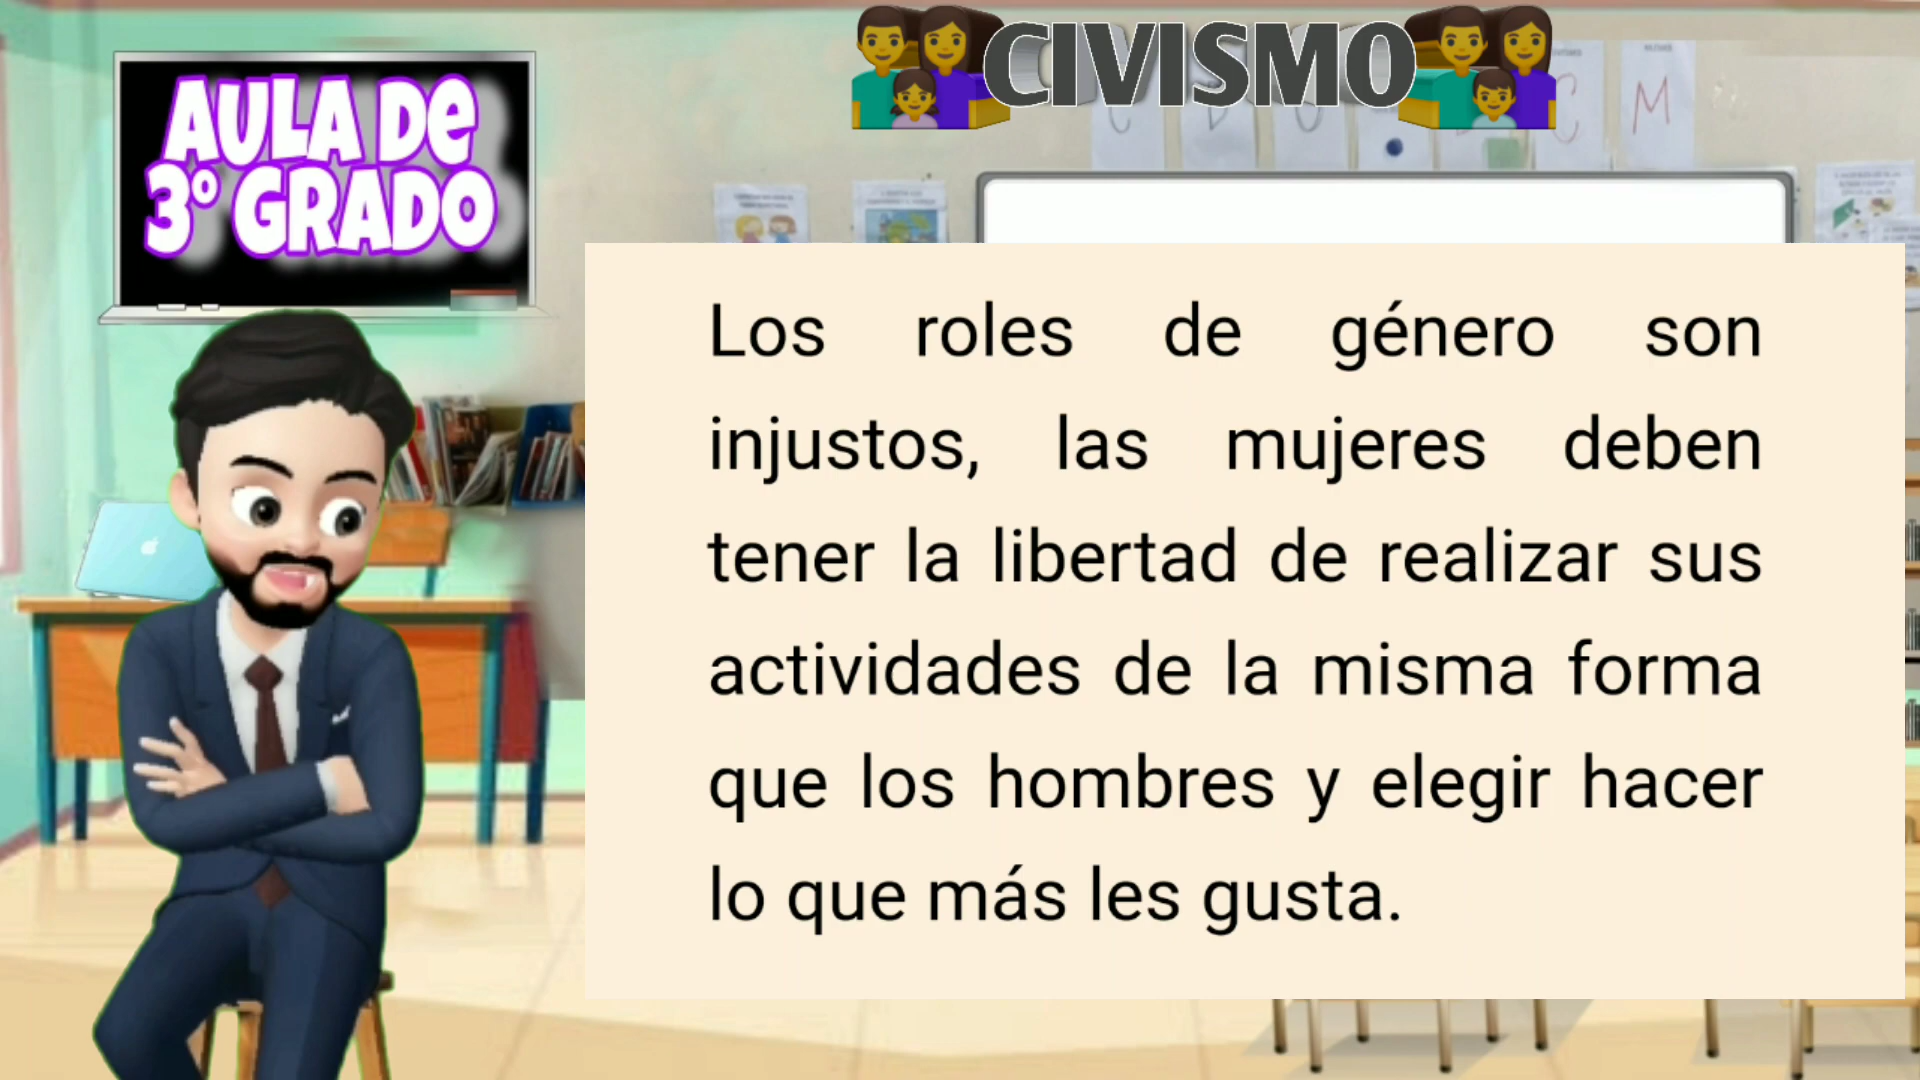 CIVISMO
AULA De
3º GRADO
C M
Los roles de género son
injustos, las mujeres deben
tener la libertad de realizar sus
actividades de la misma forma
que los hombres y elegir hacer
lo que más les gusta.